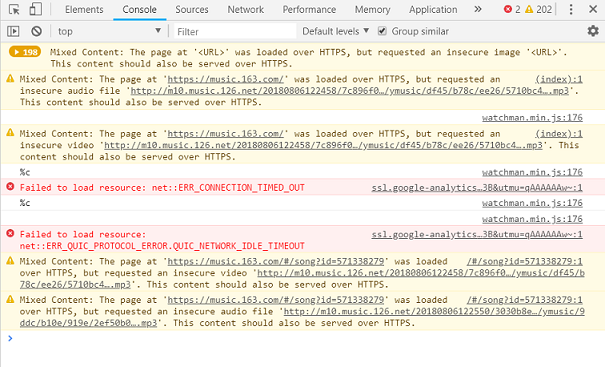 Elements Console Sources Network Performance Memory Application 2 202
top Filter Default levels Group similar
198 Mixed Content: The page at '<URL>' was loaded over HTTPS, but requested an insecure image '<URL>'.
This content should also be served over HTTPS.
Mixed Content: The page at 'https://music.163.com/' was loaded over HTTPS, but requested an (index):1
insecure audio file 'http://m10.music.126.net/20180806122458/7c896f0…/ymusic/df45/b78c/ee26/5710bc4….mp3'.
This content should also be served over HTTPS.
watchman.min.js:176
Mixed Content: The page at 'https://music.163.com/' was loaded over HTTPS, but requested an (index):1
insecure video 'http://m10.music.126.net/20180806122458/7c896f0…/ymusic/df45/b78c/ee26/5710bc4….mp3'. This
content should also be served over HTTPS.
%c watchman.min.js:176
Failed to load resource: net::ERR_CONNECTION_TIMED_OUT ssl.google-analytics…3B&utmu=qAAAAAAw~:1
%c watchman.min.js:176
watchman.min.js:176
Failed to load resource: ssl.google-analytics…3B&utmu=qAAAAAAw~:1
net::ERR_QUIC_PROTOCOL_ERROR.QUIC_NETWORK_IDLE_TIMEOUT
Mixed Content: The page at 'https://music.163.com/#/song?id=571338279' was loaded /#/song?id=571338279:1
over HTTPS, but requested an insecure video 'http://m10.music.126.net/20180806122458/7c896f0…/ymusic/df45/
b78c/ee26/5710bc4….mp3'. This content should also be served over HTTPS.
Mixed Content: The page at 'https://music.163.com/#/song?id=571338279' was loaded /#/song?id=571338279:1
over HTTPS, but requested an insecure audio file 'http://m10.music.126.net/20180806122550/3030b8e…/ymusic/9
ddc/b10e/919e/2ef50b0….mp3'. This content should also be served over HTTPS.